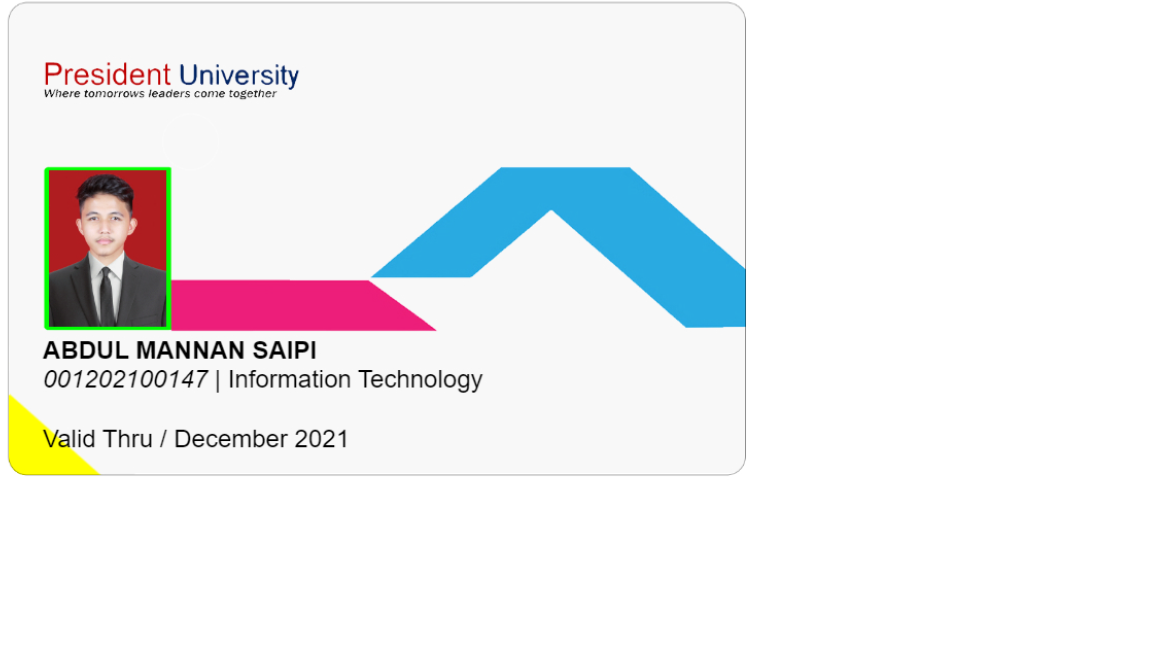 President University
Where tomorrows leaders come together
ABDUL MANNAN SAIPI
001202100147 | Information Technology
Valid Thru / December 2021